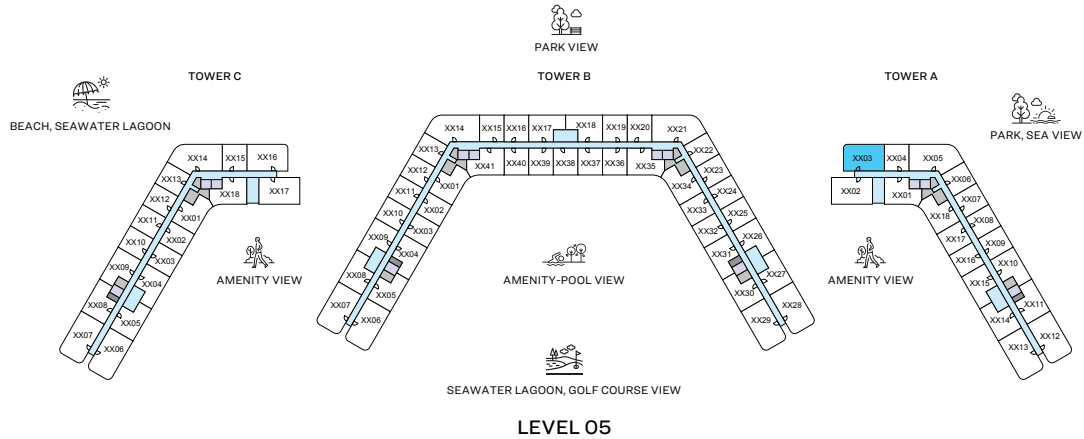 PARK VIEW
TOWER C
TOWER B
TOWER A
BEACH, SEAWATER LAGOON
PARK, SEA VIEW
XX14
XX15
XX16
XX13
XX12
XX11
XX10
XX09
XX08
XX07
XX18
XX17
XX01
XX02
XX03
XX04
XX05
XX06
AMENITY VIEW
XX14
XX15
XX16
XX17
XX18
XX19
XX20
XX21
XX13
XX41
XX40
XX39
XX38
XX37
XX36
XX35
XX22
XX12
XX01
XX34
XX23
XX11
XX02
XX33
XX24
XX10
XX03
XX32
XX25
XX09
XX04
XX31
XX26
XX08
XX05
XX30
XX27
XX07
XX06
XX29
XX28
AMENITY-POOL VIEW
SEAWATER LAGOON, GOLF COURSE VIEW
XX03
XX04
XX05
XX02
XX01
XX06
XX18
XX07
XX17
XX08
XX16
XX09
XX15
XX10
XX14
XX11
XX13
XX12
AMENITY VIEW
LEVEL 05